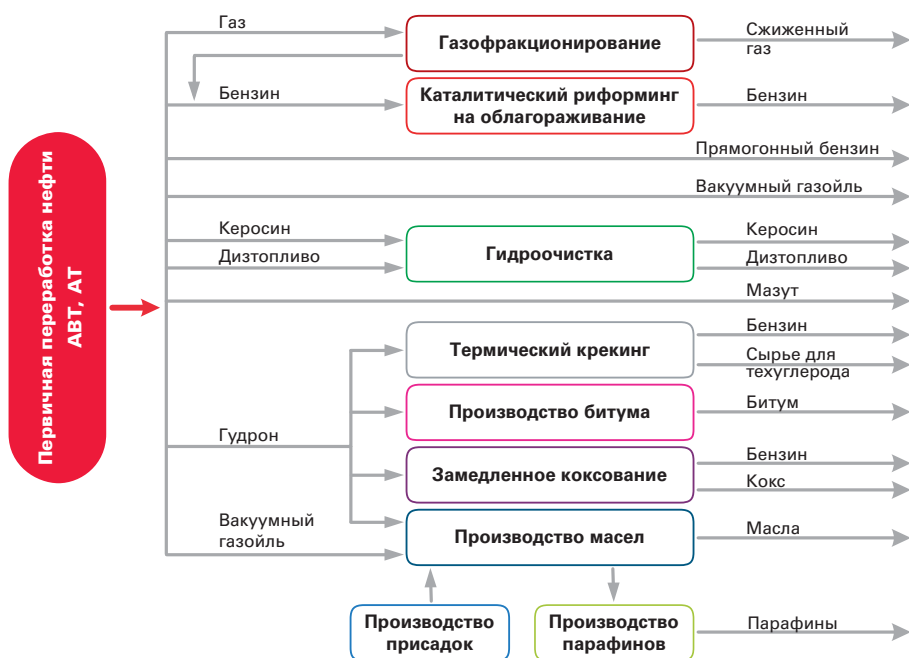 Первичная переработка нефти
АВТ, АТ
Газ
Газофракционирование
Сжиженный
газ
Бензин
Каталитический риформинг
на облагораживание
Бензин
Прямогонный бензин
Вакуумный газойль
Керосин
Гидроочистка
Керосин
Дизтопливо
Дизтопливо
Мазут
Термический крекинг
Бензин
Сырье для
техуглерода
Производство битума
Битум
Гудрон
Замедленное коксование
Бензин
Кокс
Вакуумный
газойль
Производство масел
Масла
Производство
присадок
Производство
парафинов
Парафины